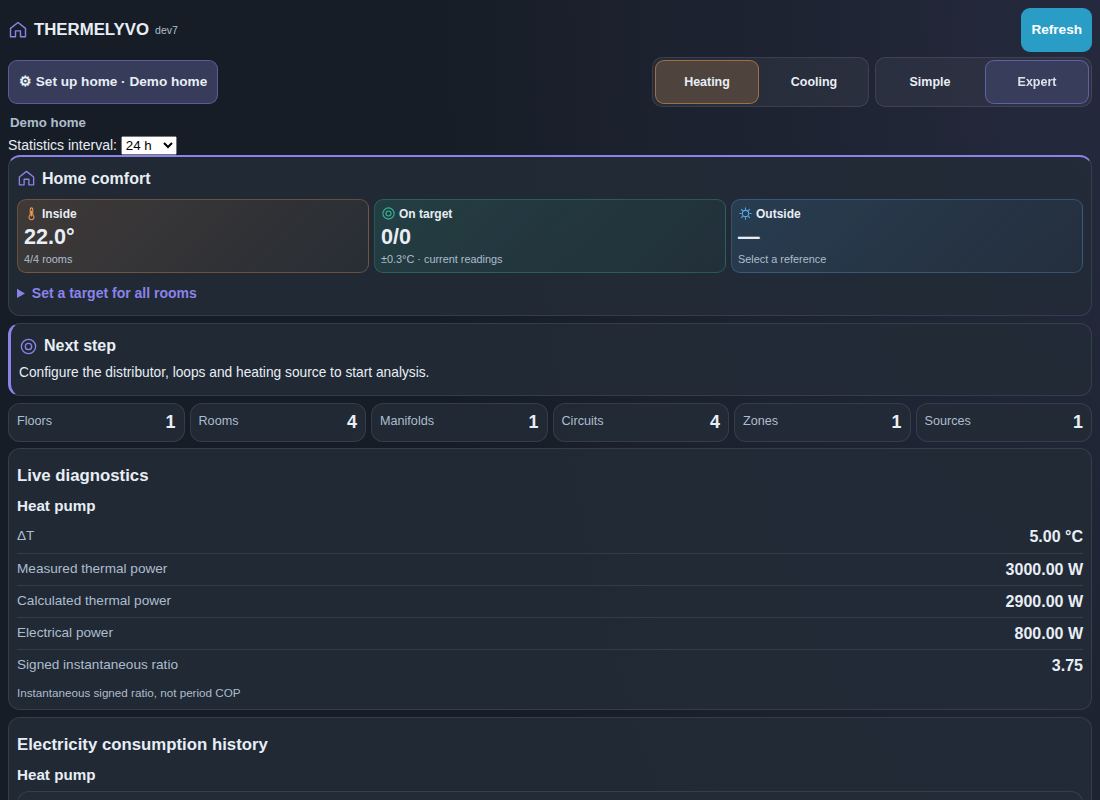 THERMELYVO dev7
Refresh
⚙ Set up home · Demo home
Heating Cooling Simple Expert
Demo home
Statistics interval: 24 h
Home comfort
Inside
22.0°
4/4 rooms
On target
0/0
±0.3°C · current readings
Outside
—
Select a reference
Set a target for all rooms
Next step
Configure the distributor, loops and heating source to start analysis.
Floors 1 Rooms 4 Manifolds 1 Circuits 4 Zones 1 Sources 1
Live diagnostics
Heat pump
ΔT 5.00 °C
Measured thermal power 3000.00 W
Calculated thermal power 2900.00 W
Electrical power 800.00 W
Signed instantaneous ratio 3.75
Instantaneous signed ratio, not period COP
Electricity consumption history
Heat pump